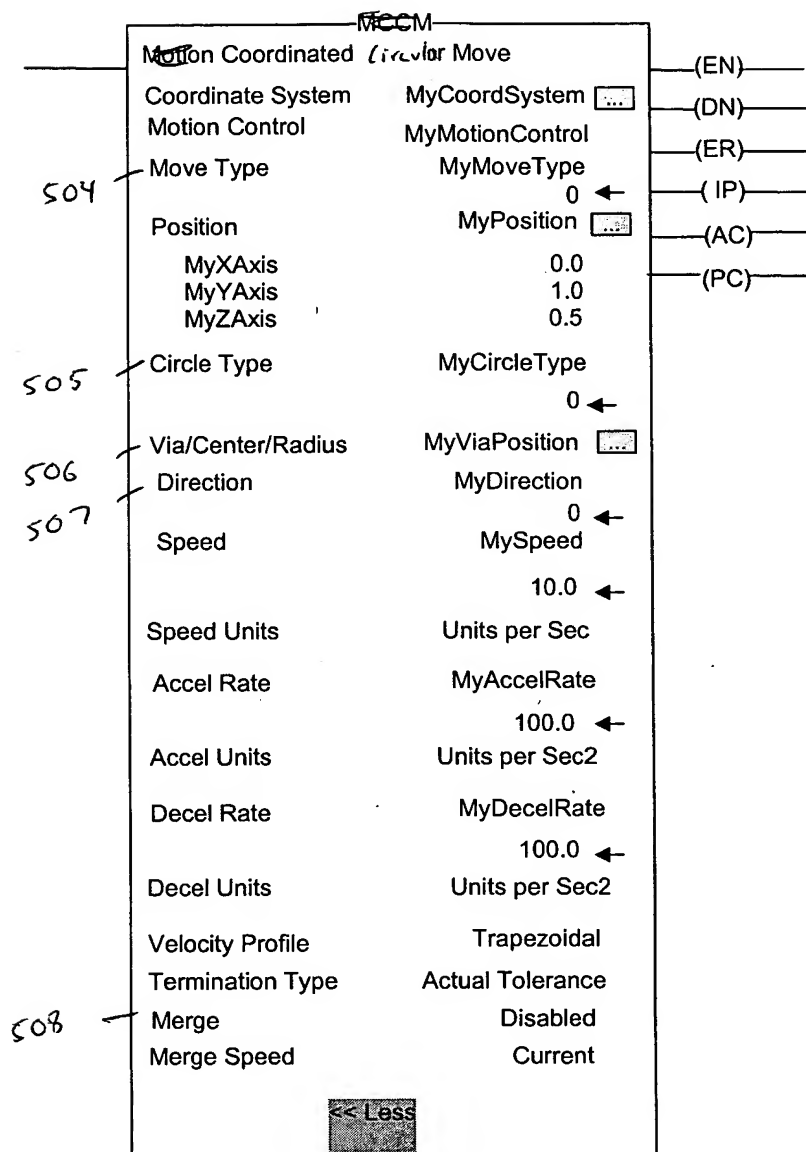 MCCM
Motion Coordinated Circular Move
(EN)
Coordinate System MyCoordSystem ...
(DN)
Motion Control MyMotionControl
(ER)
504 Move Type MyMoveType
0 (IP)
Position MyPosition ...
(AC)
MyXAxis 0.0
(PC)
MyYAxis 1.0
MyZAxis 0.5
505 Circle Type MyCircleType
0
506 Via/Center/Radius MyViaPosition ...
507 Direction MyDirection
0
Speed MySpeed
10.0
Speed Units Units per Sec
Accel Rate MyAccelRate
100.0
Accel Units Units per Sec2
Decel Rate MyDecelRate
100.0
Decel Units Units per Sec2
Velocity Profile Trapezoidal
Termination Type Actual Tolerance
508 Merge Disabled
Merge Speed Current
<< Less